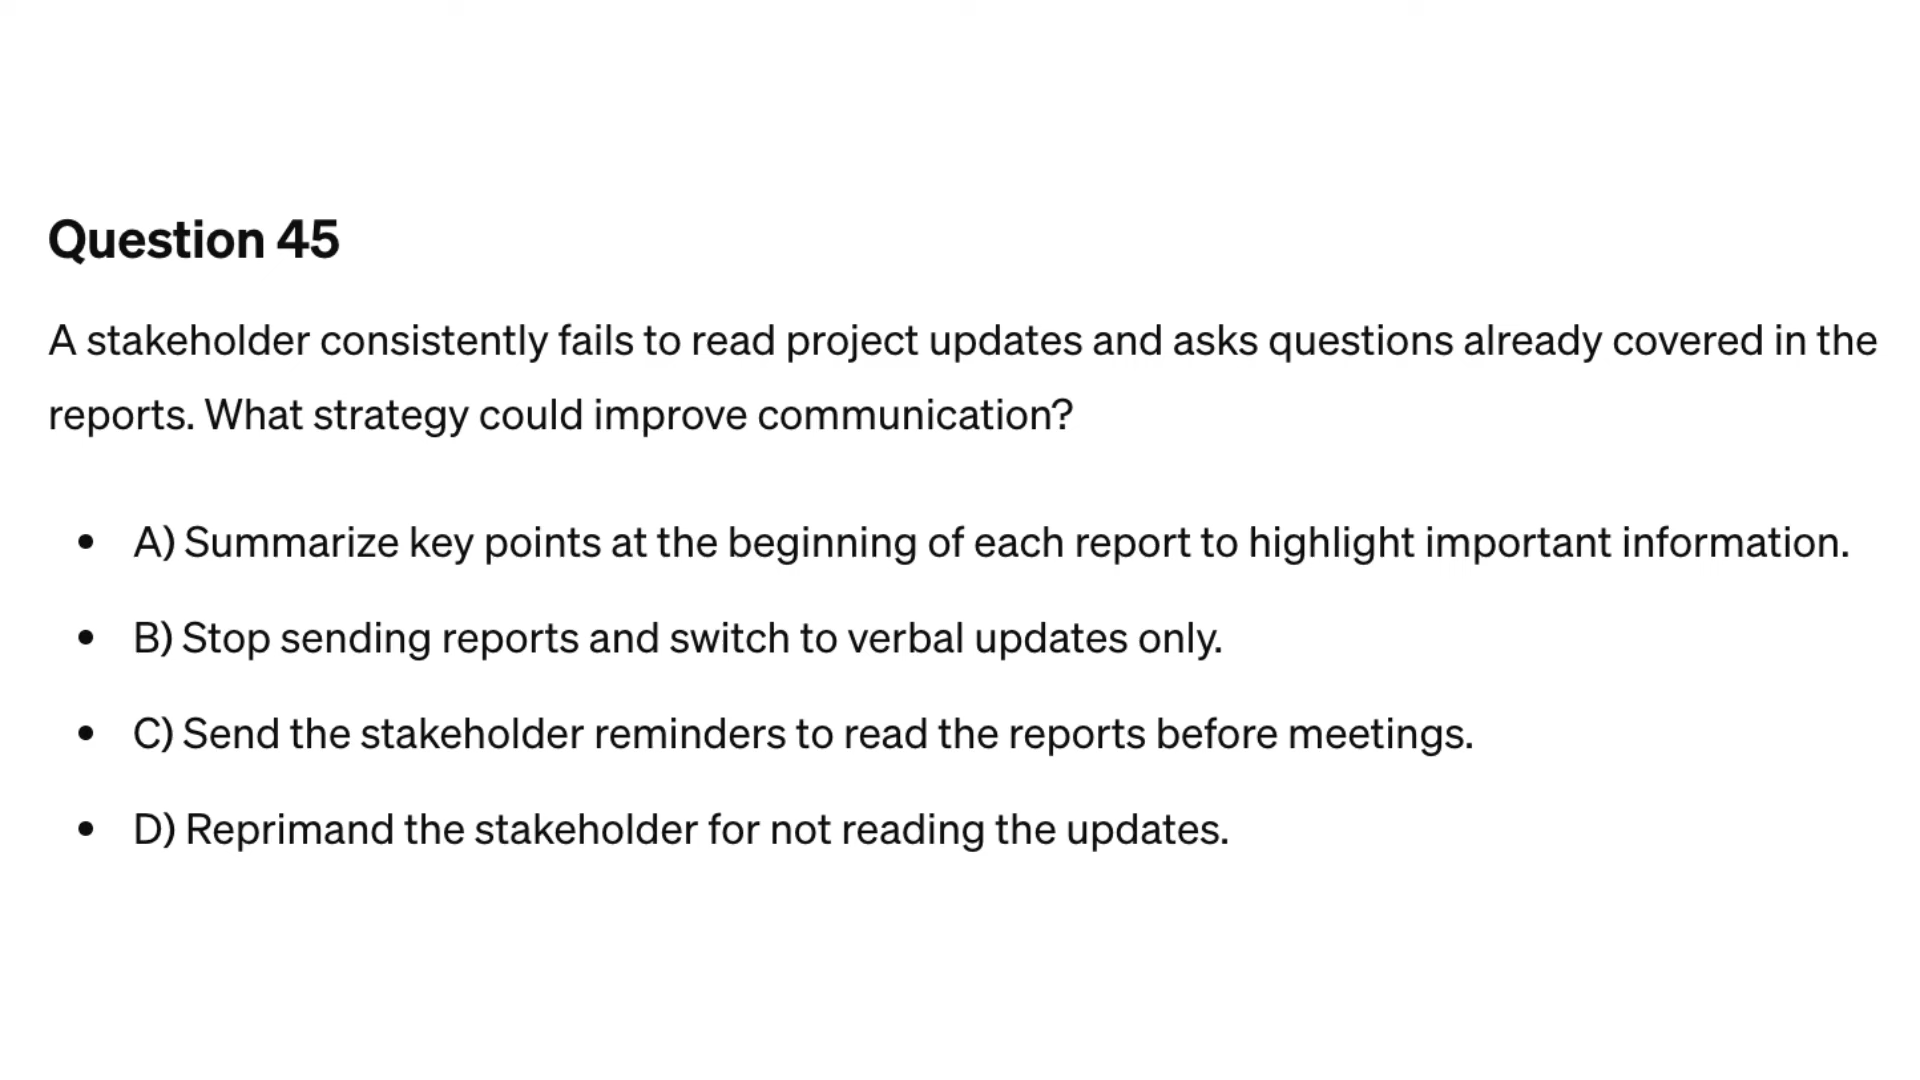 Question 45
A stakeholder consistently fails to read project updates and asks questions already covered in the
reports. What strategy could improve communication?
• A) Summarize key points at the beginning of each report to highlight important information.
• B) Stop sending reports and switch to verbal updates only.
• C) Send the stakeholder reminders to read the reports before meetings.
• D) Reprimand the stakeholder for not reading the updates.